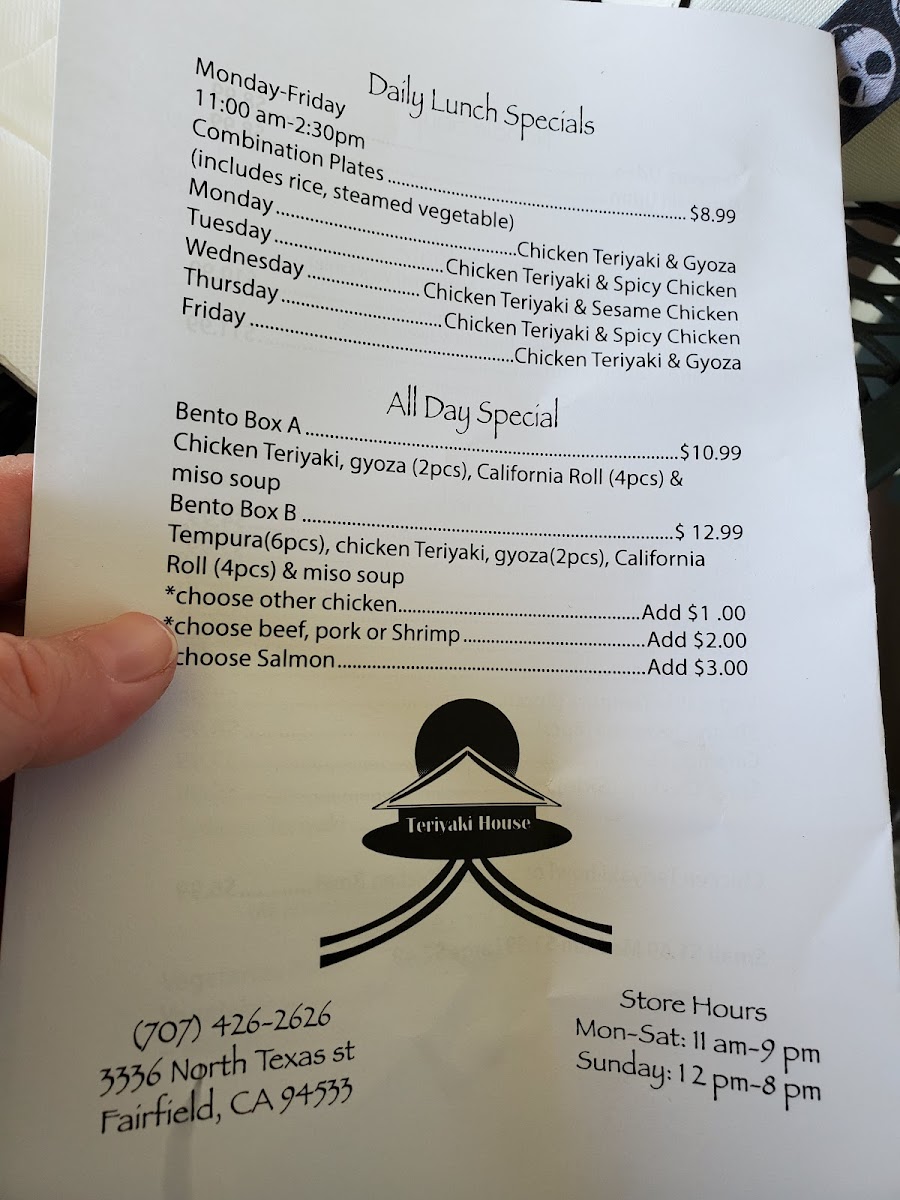 Daily Lunch Specials
Monday-Friday
11:00 am-2:30pm
Combination Plates $8.99
(includes rice, steamed vegetable)
Monday Chicken Teriyaki & Gyoza
Tuesday Chicken Teriyaki & Spicy Chicken
Wednesday Chicken Teriyaki & Sesame Chicken
Thursday Chicken Teriyaki & Spicy Chicken
Friday Chicken Teriyaki & Gyoza
All Day Special
Bento Box A $10.99
Chicken Teriyaki, gyoza (2pcs), California Roll (4pcs) &
miso soup
Bento Box B $ 12.99
Tempura(6pcs), chicken Teriyaki, gyoza(2pcs), California
Roll (4pcs) & miso soup
*choose other chicken Add $1 .00
*choose beef, pork or Shrimp Add $2.00
choose Salmon Add $3.00
Teriyaki House
(707) 426-2626
3336 North Texas st
Fairfield, CA 94533
Store Hours
Mon-Sat: 11 am-9 pm
Sunday: 12 pm-8 pm